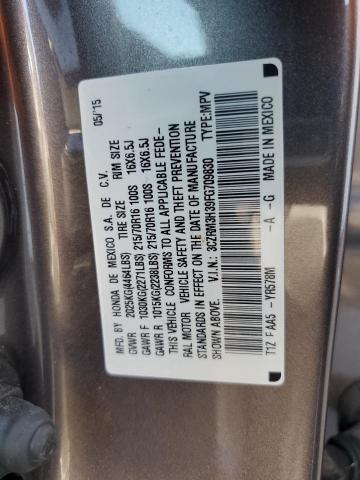 MFD. BY HONDA DE MEXICO S.A. DE C.V. 05/15
GVWR 2025KG(4464LBS) TIRE SIZE RIM SIZE
GAWR F 1030KG(2271LBS) 215/70R16 100S 16X6.5J
GAWR R 1015KG(2238LBS) 215/70R16 100S 16X6.5J
THIS VEHICLE CONFORMS TO ALL APPLICABLE FEDE-
RAL MOTOR VEHICLE SAFETY AND THEFT PREVENTION
STANDARDS IN EFFECT ON THE DATE OF MANUFACTURE
SHOWN ABOVE. V.I.N.: 3CZRM3H39FG709830 TYPE:MPV
T1Z F AA5 -YR578M -A -G MADE IN MEXICO